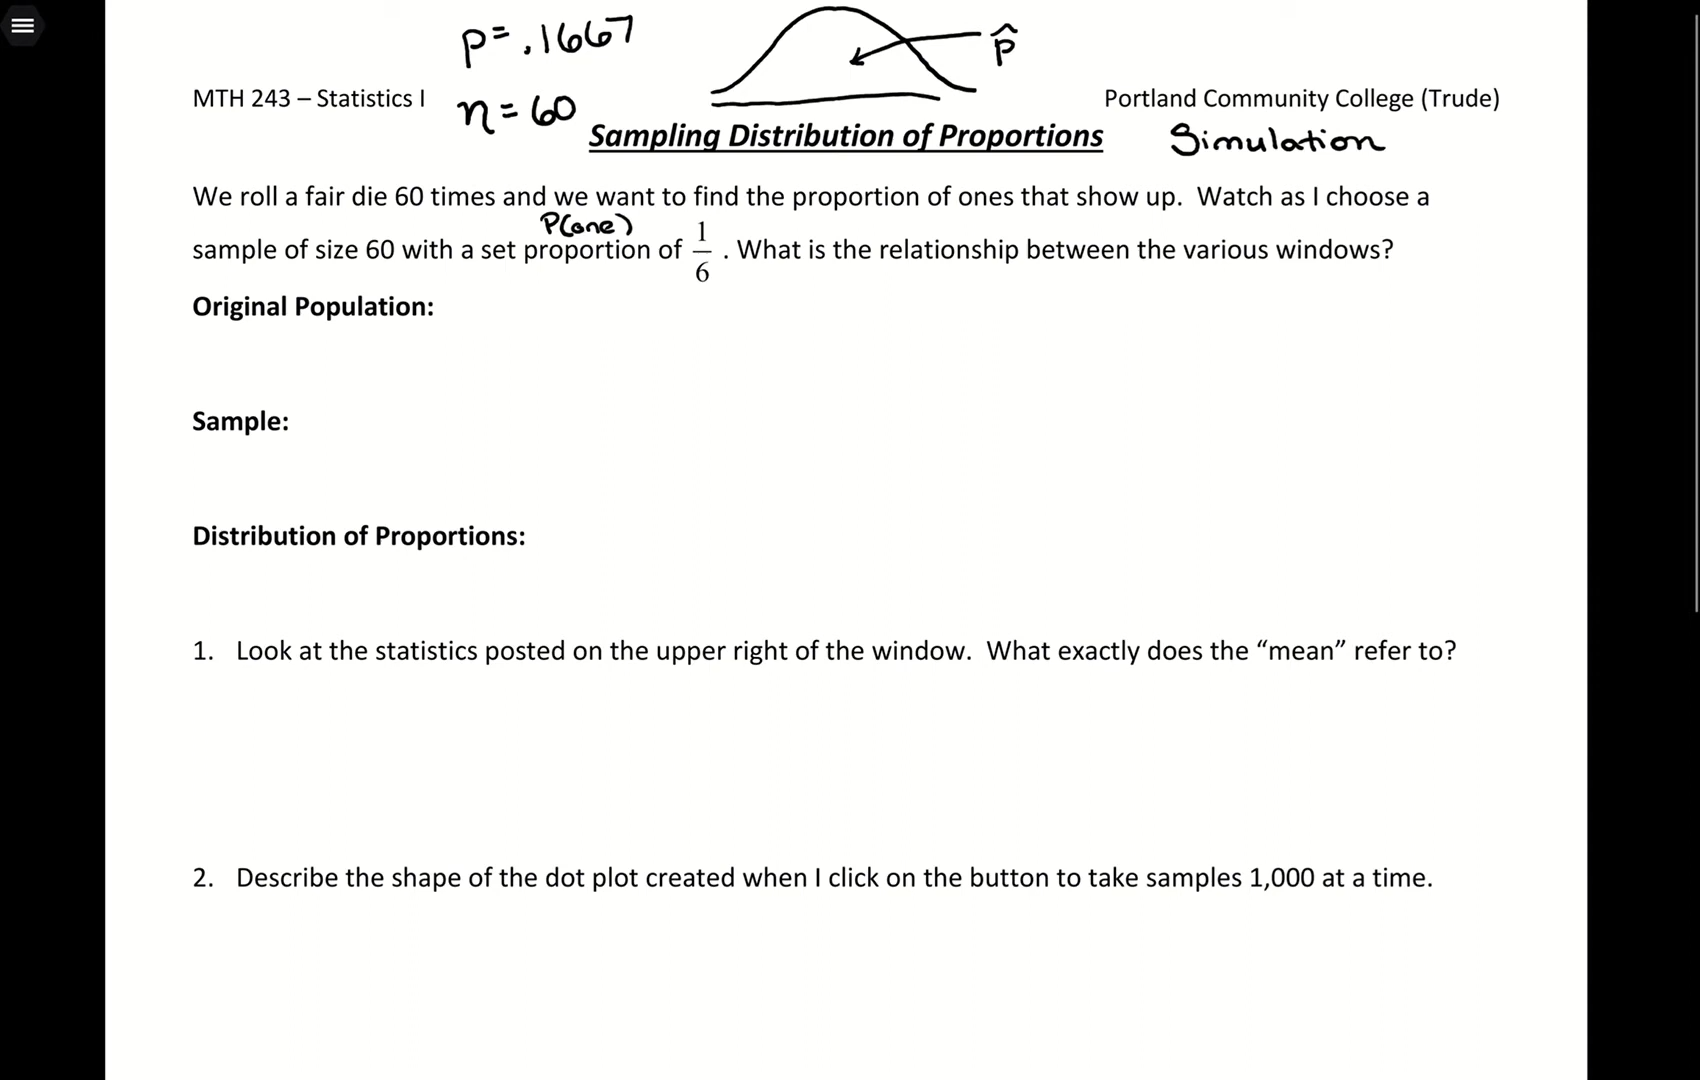 p=.1667
p̂
MTH 243 – Statistics I
n=60
Portland Community College (Trude)
Sampling Distribution of Proportions
Simulation
We roll a fair die 60 times and we want to find the proportion of ones that show up. Watch as I choose a
P(one)
sample of size 60 with a set proportion of 1/6 . What is the relationship between the various windows?
Original Population:
Sample:
Distribution of Proportions:
1. Look at the statistics posted on the upper right of the window. What exactly does the “mean” refer to?
2. Describe the shape of the dot plot created when I click on the button to take samples 1,000 at a time.